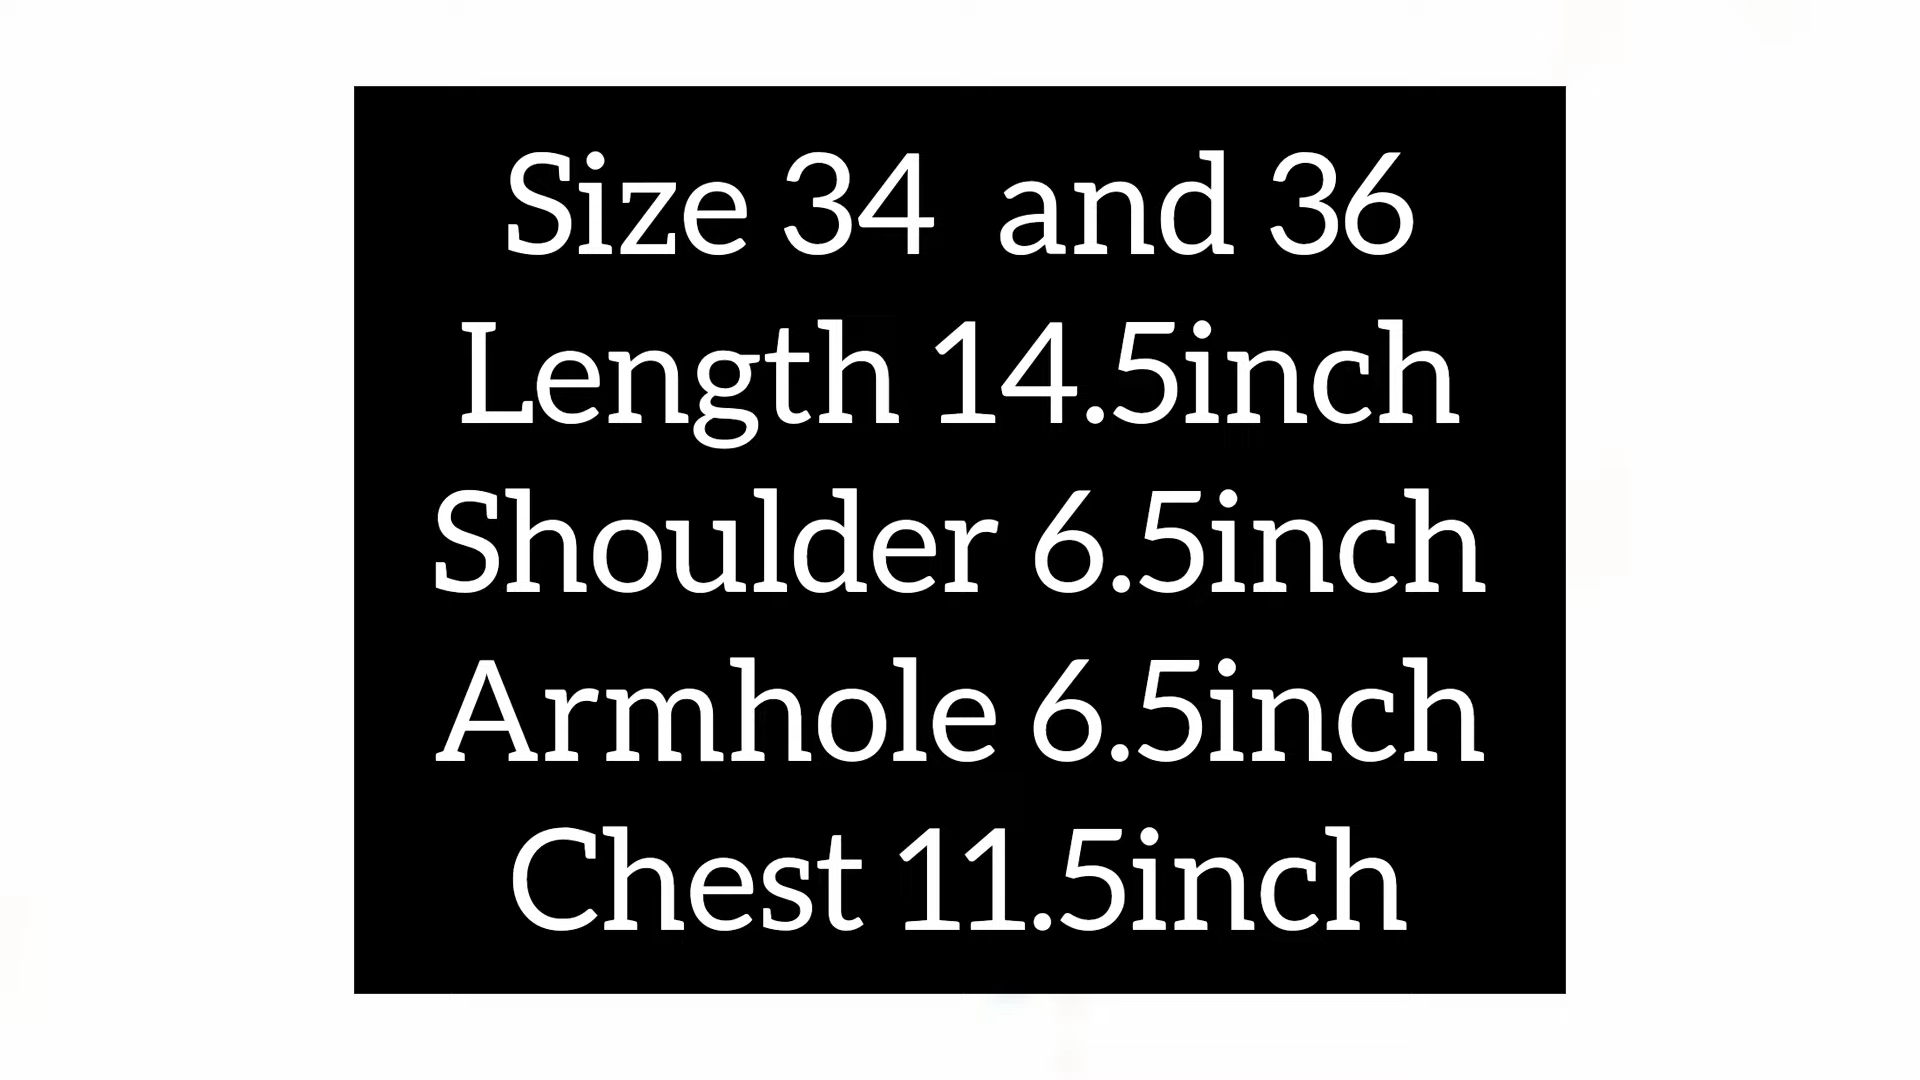 Size 34  and 36
Length 14.5inch
Shoulder 6.5inch
Armhole 6.5inch
Chest 11.5inch